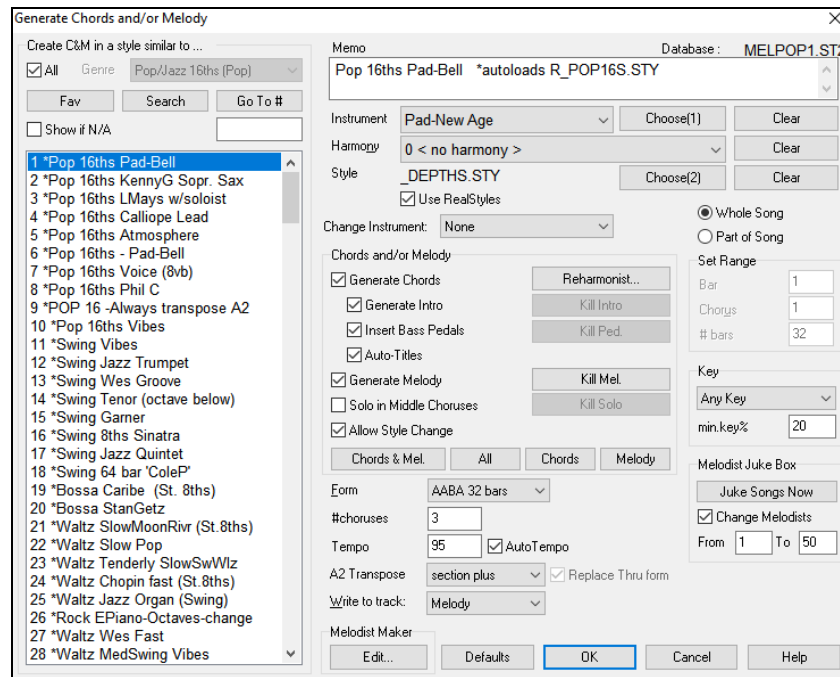 Generate Chords and/or Melody
Create C&M in a style similar to ...
All Genre Pop/Jazz 16ths (Pop)
Fav Search Go To #
Show if N/A
1 *Pop 16ths Pad-Bell
2 *Pop 16ths KennyG Sopr. Sax
3 *Pop 16ths LMays w/soloist
4 *Pop 16ths Calliope Lead
5 *Pop 16ths Atmosphere
6 *Pop 16ths - Pad-Bell
7 *Pop 16ths Voice (8vb)
8 *Pop 16ths Phil C
9 *POP 16 -Always transpose A2
10 *Pop 16ths Vibes
11 *Swing Vibes
12 *Swing Jazz Trumpet
13 *Swing Wes Groove
14 *Swing Tenor (octave below)
15 *Swing Garner
16 *Swing 8ths Sinatra
17 *Swing Jazz Quintet
18 *Swing 64 bar 'ColeP'
19 *Bossa Caribe (St. 8ths)
20 *Bossa StanGetz
21 *Waltz SlowMoonRivr (St.8ths)
22 *Waltz Slow Pop
23 *Waltz Tenderly SlowSwWlz
24 *Waltz Chopin fast (St.8ths)
25 *Waltz Jazz Organ (Swing)
26 *Rock EPiano-Octaves-change
27 *Waltz Wes Fast
28 *Waltz MedSwing Vibes
Memo Database : MELPOP1.ST2
Pop 16ths Pad-Bell *autoloads R_POP16S.STY
Instrument Pad-New Age Choose(1) Clear
Harmony 0 < no harmony > Clear
Style _DEPTHS.STY Choose(2) Clear
Use RealStyles
Change Instrument: None
Whole Song
Part of Song
Chords and/or Melody
Generate Chords Reharmonist...
Generate Intro Kill Intro
Insert Bass Pedals Kill Ped.
Auto-Titles
Generate Melody Kill Mel.
Solo in Middle Choruses Kill Solo
Allow Style Change
Chords & Mel. All Chords Melody
Set Range
Bar 1
Chorus 1
# bars 32
Key
Any Key
min.key% 20
Form AABA 32 bars
#choruses 3
Tempo 95 AutoTempo
A2 Transpose section plus Replace Thru form
Write to track: Melody
Melodist Juke Box
Juke Songs Now
Change Melodists
From 1 To 50
Melodist Maker
Edit... Defaults OK Cancel Help